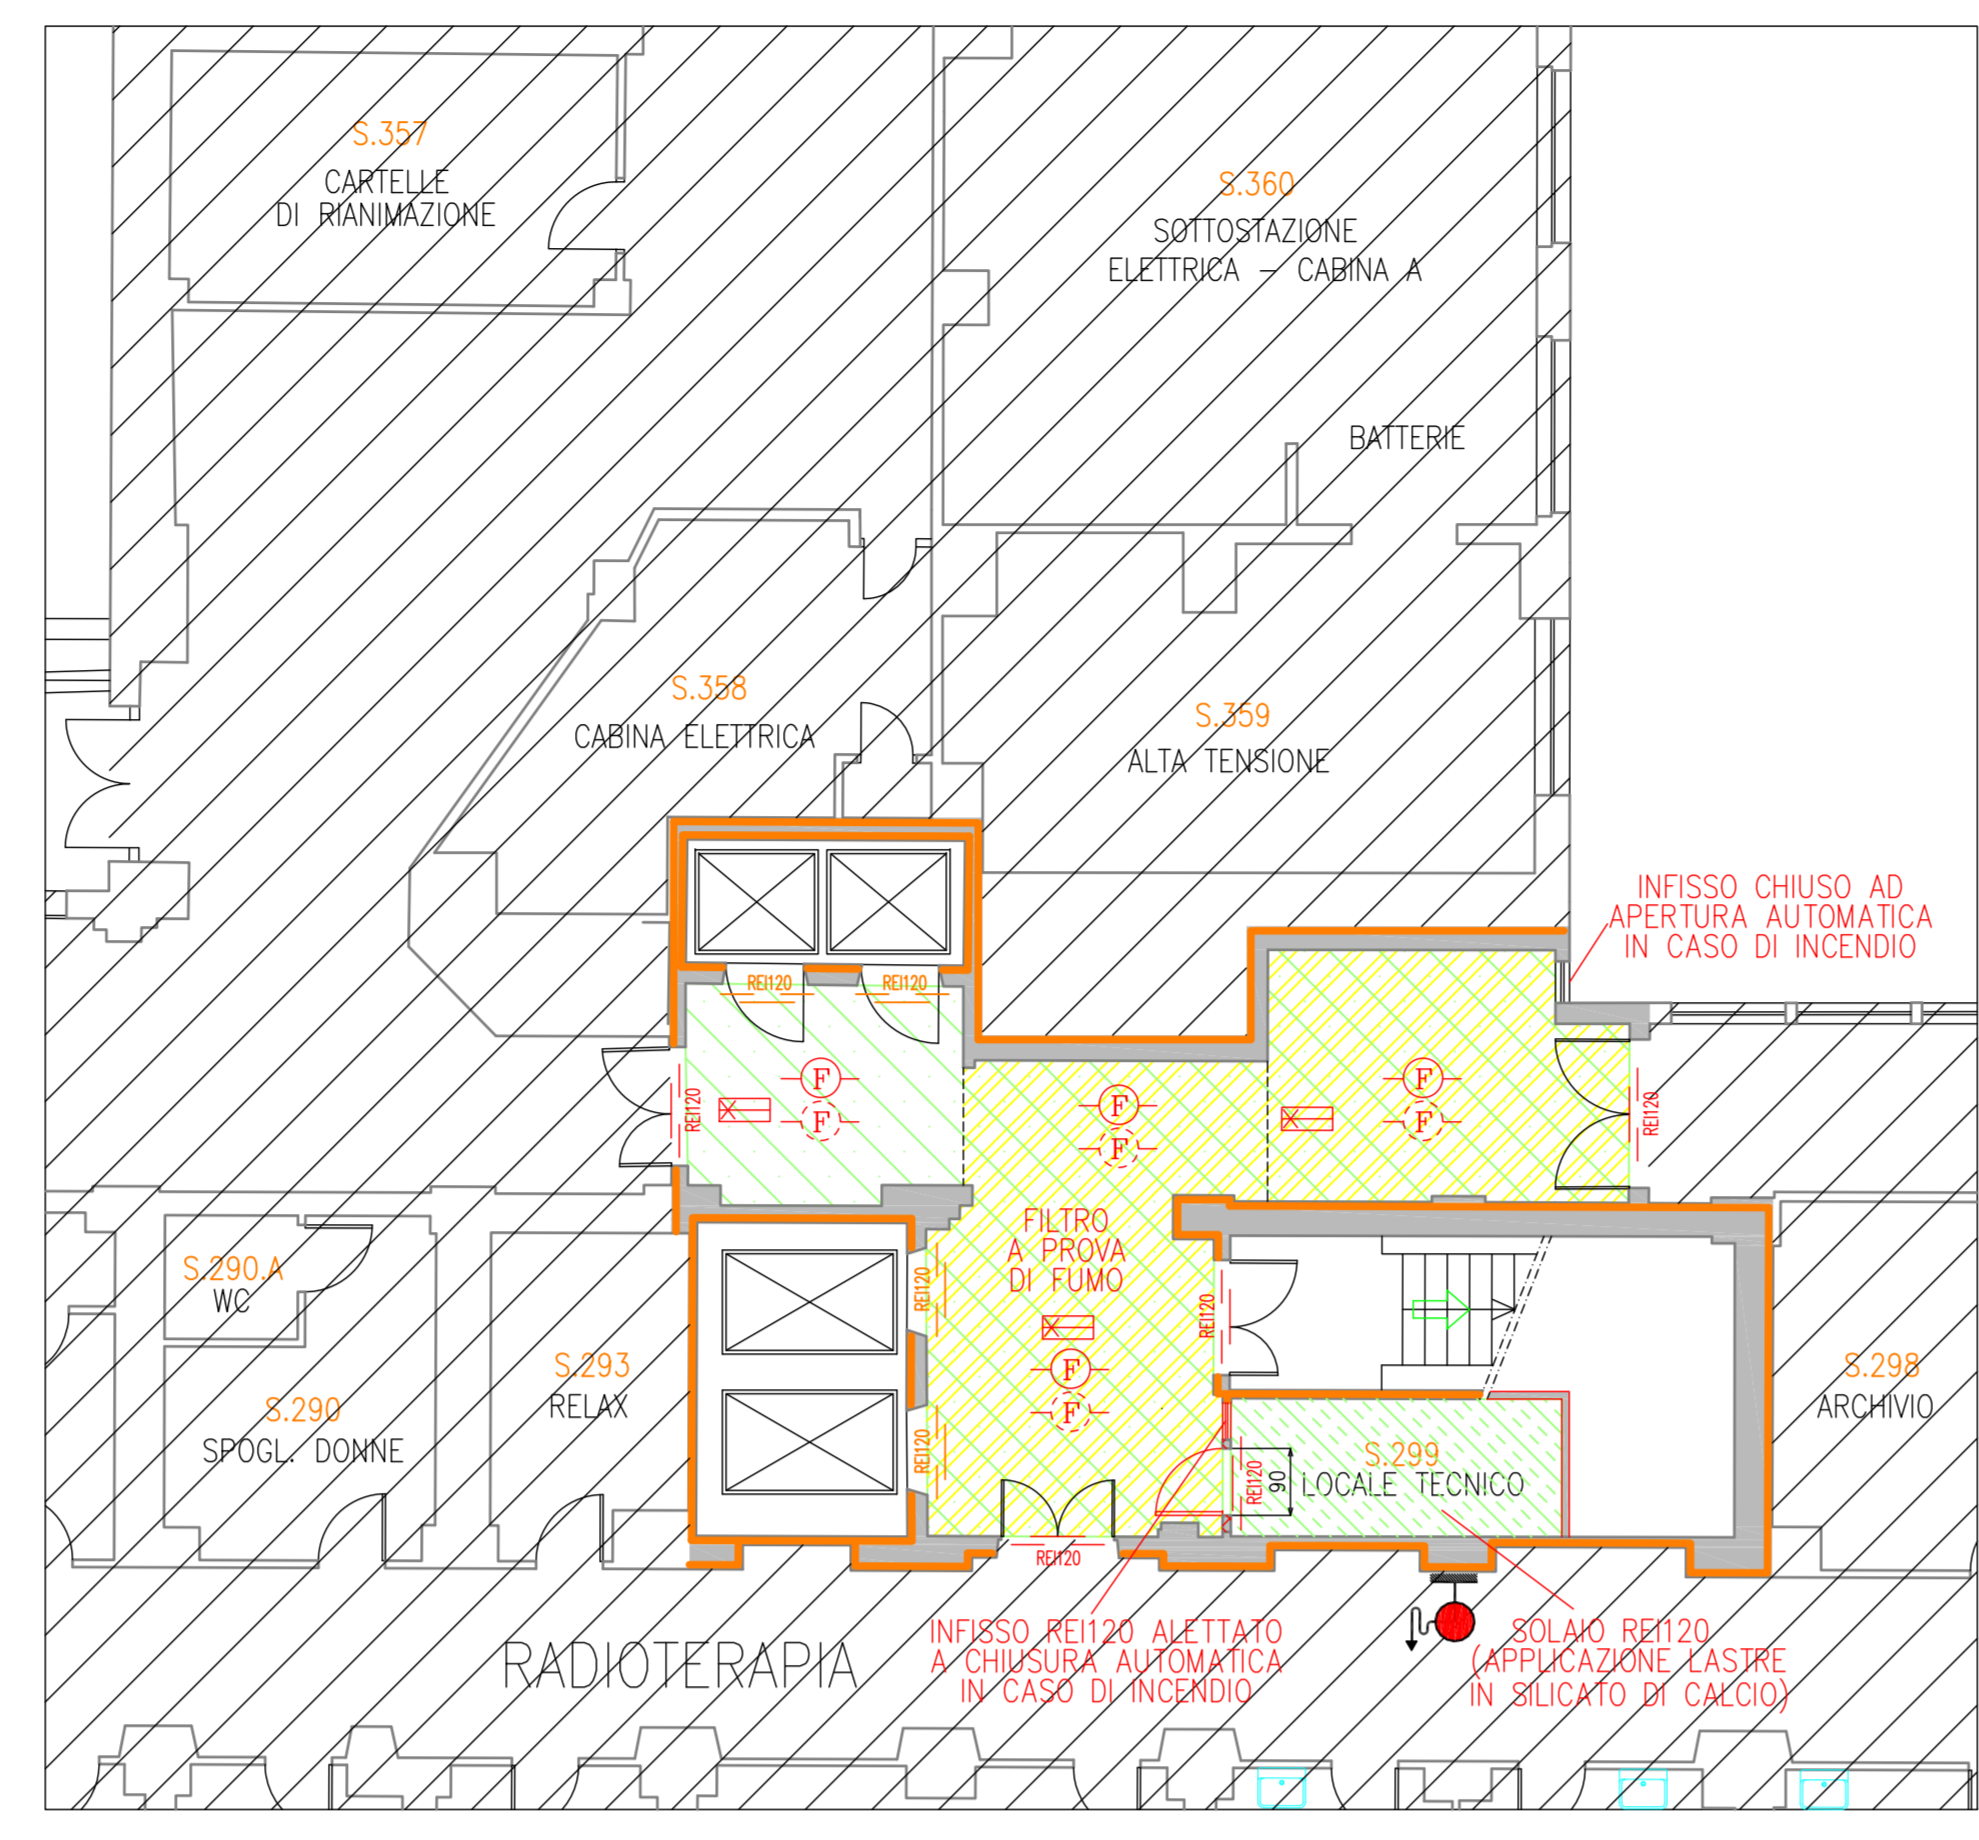 S.357
CARTELLE
DI RIANIMAZIONE
S.360
SOTTOSTAZIONE
ELETTRICA - CABINA A
BATTERIE
S.358
CABINA ELETTRICA
S.359
ALTA TENSIONE
INFISSO CHIUSO AD
APERTURA AUTOMATICA
IN CASO DI INCENDIO
REI120
REI120
REI120
F
F
F
F
F
F
REI120
FILTRO
A PROVA
DI FUMO
S.290.A
WC
REI120
REI120
F
F
S.293
RELAX
S.298
ARCHIVIO
S.290
SPOGL. DONNE
REI120
REI120
90
S.299
LOCALE TECNICO
REI120
RADIOTERAPIA
INFISSO REI120 ALETTATO
A CHIUSURA AUTOMATICA
IN CASO DI INCENDIO
SOLAIO REI120
(APPLICAZIONE LASTRE
IN SILICATO DI CALCIO)